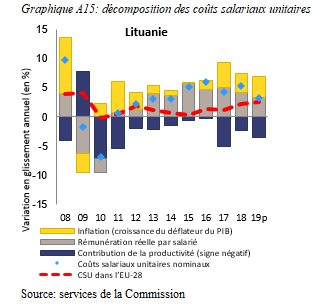 Graphique A15: décomposition des coûts salariaux unitaires
Lituanie
Variation en glissement annuel (en %)
15
10
5
0
-5
-10
-15
08 09 10 11 12 13 14 15 16 17 18 19p
Inflation (croissance du déflateur du PIB)
Rémunération réelle par salarié
Contribution de la productivité (signe négatif)
Coûts salariaux unitaires nominaux
CSU dans l'EU-28
Source: services de la Commission